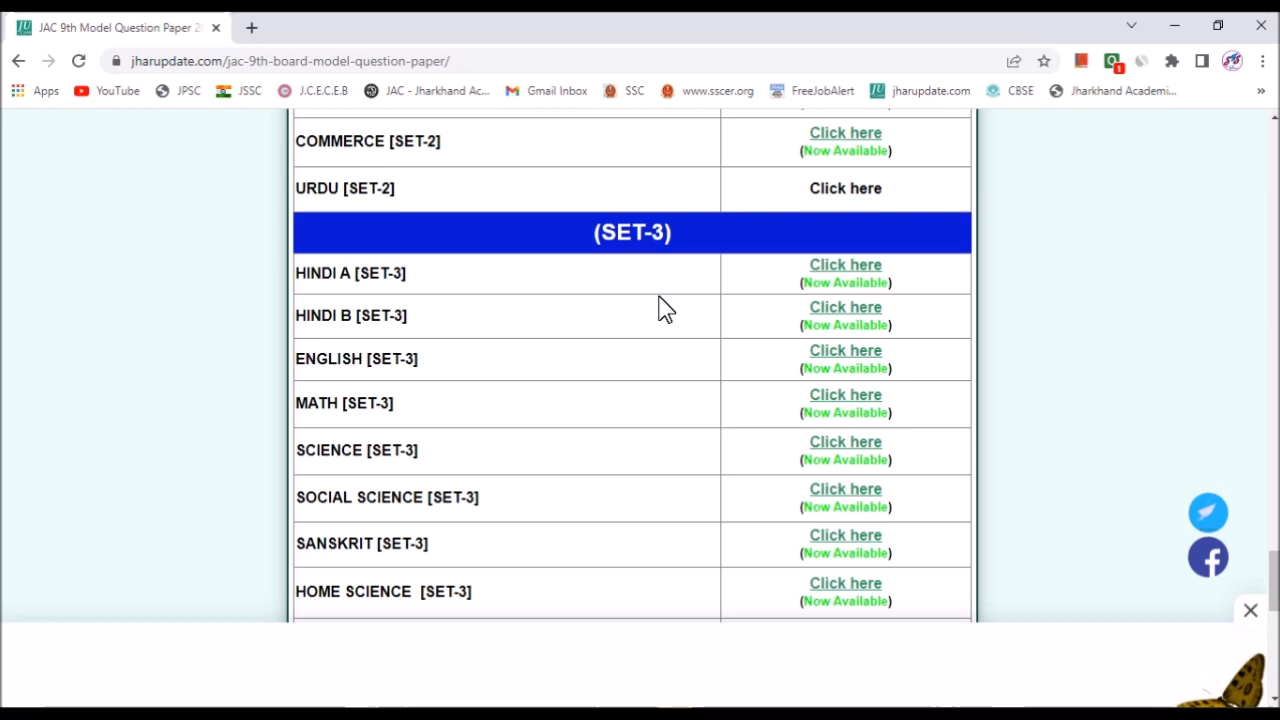 JAC 9th Model Question Paper 2
jharupdate.com/jac-9th-board-model-question-paper/
1
Apps YouTube JPSC JSSC J.C.E.C.E.B JAC - Jharkhand Ac... Gmail Inbox SSC www.sscer.org FreeJobAlert jharupdate.com CBSE Jharkhand Academi... »
COMMERCE [SET-2] Click here
(Now Available)
URDU [SET-2] Click here
(SET-3)
HINDI A [SET-3] Click here
(Now Available)
HINDI B [SET-3] Click here
(Now Available)
ENGLISH [SET-3] Click here
(Now Available)
MATH [SET-3] Click here
(Now Available)
SCIENCE [SET-3] Click here
(Now Available)
SOCIAL SCIENCE [SET-3] Click here
(Now Available)
SANSKRIT [SET-3] Click here
(Now Available)
HOME SCIENCE [SET-3] Click here
(Now Available)